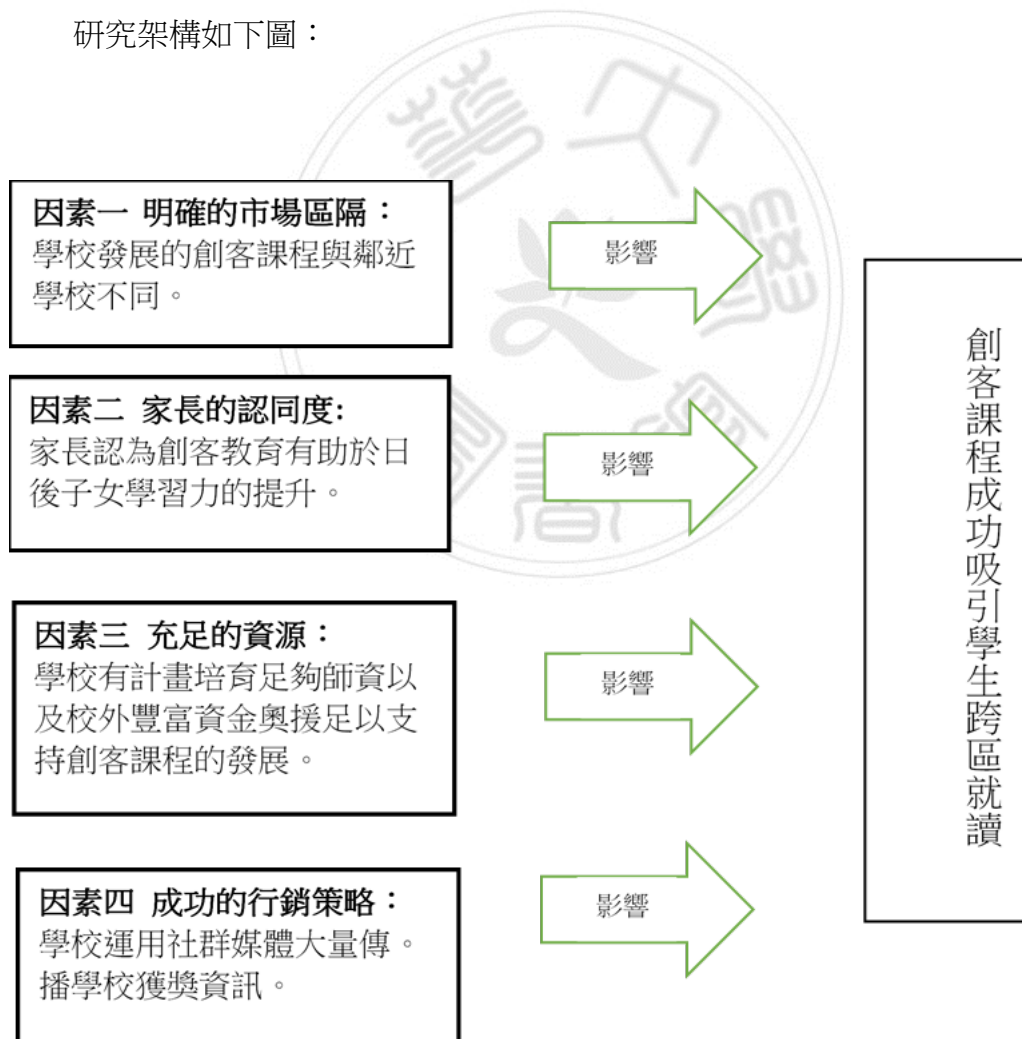 研究架構如下圖：
因素一 明確的市場區隔：
學校發展的創客課程與鄰近
學校不同。
影響
因素二 家長的認同度:
家長認為創客教育有助於日
後子女學習力的提升。
影響
因素三 充足的資源：
學校有計畫培育足夠師資以
及校外豐富資金奧援足以支
持創客課程的發展。
影響
因素四 成功的行銷策略：
學校運用社群媒體大量傳。
播學校獲獎資訊。
影響
創客課程成功吸引學生跨區就讀